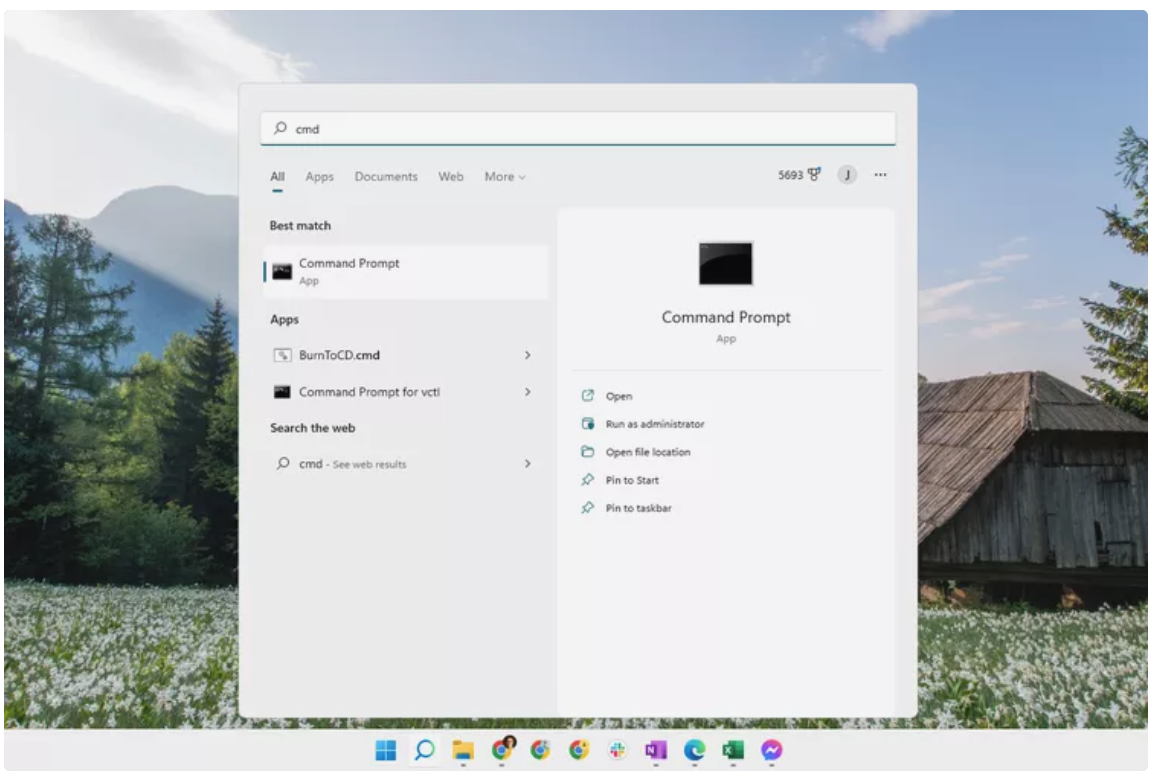 cmd
All Apps Documents Web More
5693 J ...
Best match
Command Prompt
App
Apps
BurnToCD.cmd
Command Prompt for vctl
Search the web
cmd - See web results
Command Prompt
App
Open
Run as administrator
Open file location
Pin to Start
Pin to taskbar